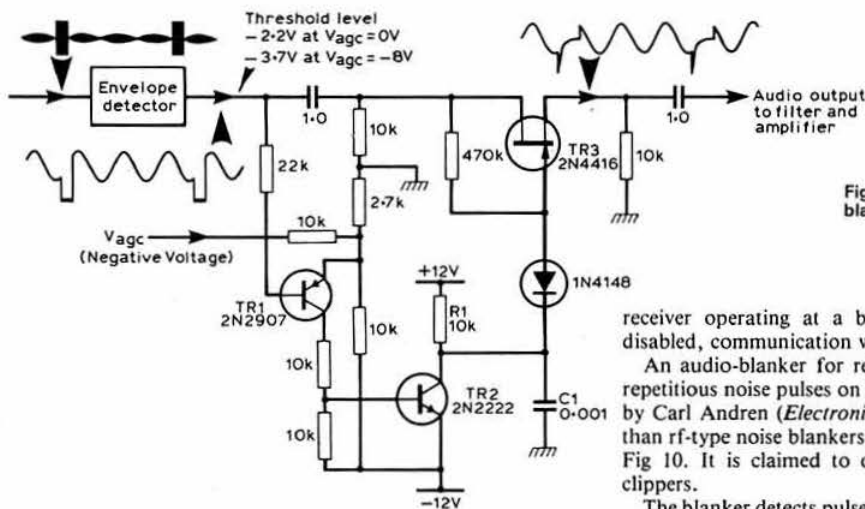 Threshold level
−2·2V at Vagc = 0V
−3·7V at Vagc = −8V
Envelope
detector
1·0
10k
22k
2·7k
10k
Vagc
(Negative Voltage)
TR1
2N2907
10k
10k
10k
+12V
R1
10k
TR2
2N2222
−12V
470k
TR3
2N4416
10k
1·0
Audio output
to filter and
amplifier
1N4148
C1
0·001
Fig
bla
receiver operating at a b
disabled, communication v
An audio-blanker for re
repetitious noise pulses on
by Carl Andren (Electroni
than rf-type noise blankers
Fig 10. It is claimed to c
clippers.
The blanker detects pulse